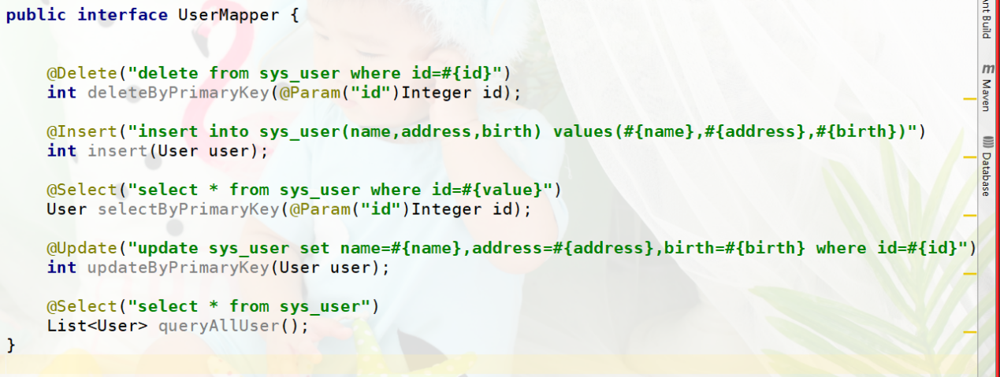 public interface UserMapper {
@Delete("delete from sys_user where id=#{id}")
int deleteByPrimaryKey(@Param("id")Integer id);
@Insert("insert into sys_user(name,address,birth) values(#{name},#{address},#{birth})")
int insert(User user);
@Select("select * from sys_user where id=#{value}")
User selectByPrimaryKey(@Param("id")Integer id);
@Update("update sys_user set name=#{name},address=#{address},birth=#{birth} where id=#{id}")
int updateByPrimaryKey(User user);
@Select("select * from sys_user")
List<User> queryAllUser();
}
Build
m Maven
Database